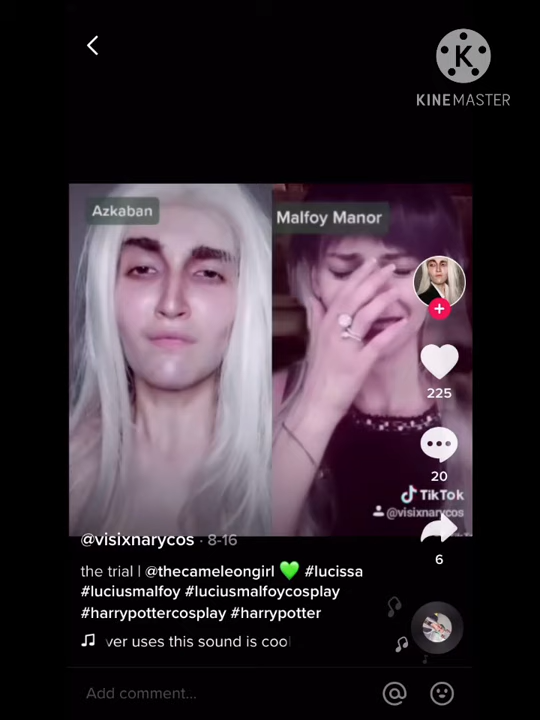 KINEMASTER
Azkaban
Malfoy Manor
225
20
TikTok
@visixnarycos
6
@visixnarycos · 8-16
the trial | @thecameleongirl 💚 #lucissa
#luciusmalfoy #luciusmalfoycosplay
#harrypottercosplay #harrypotter
ver uses this sound is cool
Add comment...